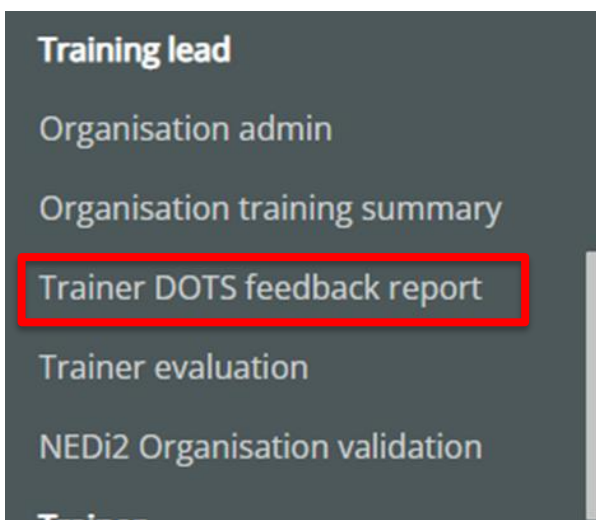 Training lead
Organisation admin
Organisation training summary
Trainer DOTS feedback report
Trainer evaluation
NEDi2 Organisation validation